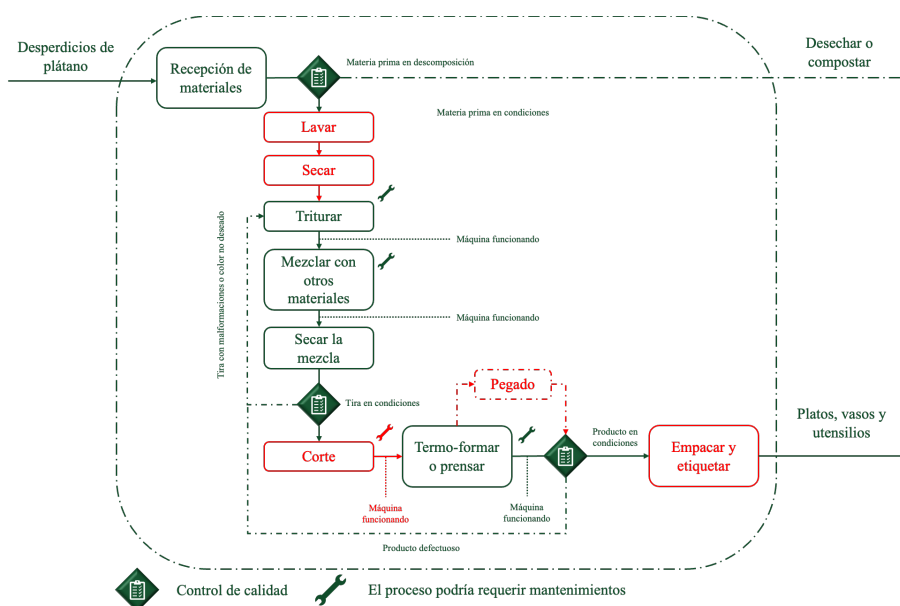 Desperdicios de
plátano
Recepción de
materiales
Materia prima en descomposición
Desechar o
compostar
Materia prima en condiciones
Lavar
Secar
Triturar
Máquina funcionando
Tira con malformaciones o color no deseado
Mezclar con
otros
materiales
Máquina funcionando
Secar la
mezcla
Tira en condiciones
Pegado
Corte
Máquina
funcionando
Termo-formar
o prensar
Máquina
funcionando
Producto en
condiciones
Empacar y
etiquetar
Platos, vasos y
utensilios
Producto defectuoso
Control de calidad
El proceso podría requerir mantenimientos